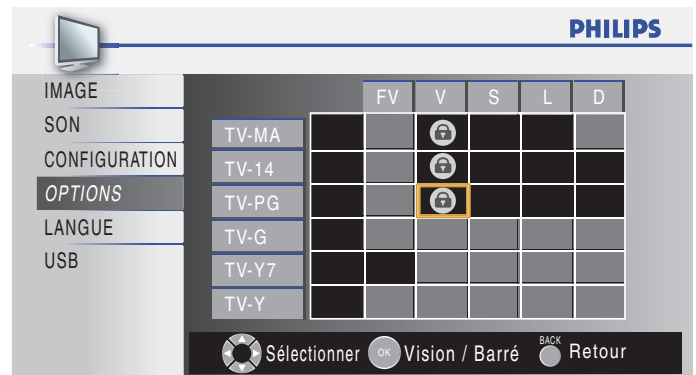 PHILIPS
IMAGE
SON
CONFIGURATION
OPTIONS
LANGUE
USB
FV V S L D
TV-MA
TV-14
TV-PG
TV-G
TV-Y7
TV-Y
Sélectionner OK Vision / Barré BACK Retour